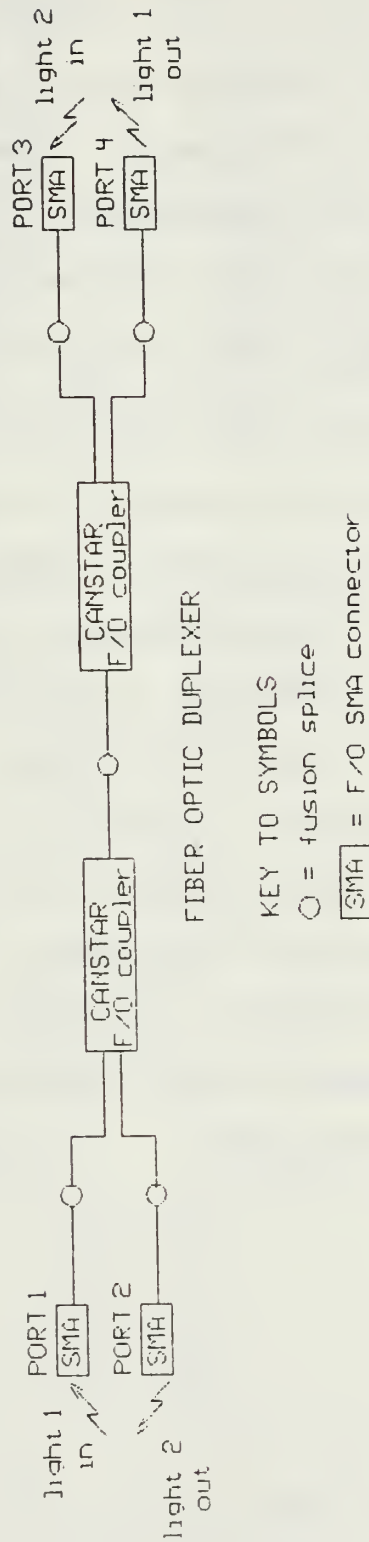 PORT 1
SMA
light 1
in
PORT 2
SMA
light 2
out
CANSTAR
F/O coupler
CANSTAR
F/O coupler
PORT 3
SMA
light 2
in
PORT 4
SMA
light 1
out
FIBER OPTIC DUPLEXER
KEY TO SYMBOLS
○ = fusion splice
SMA = F/O SMA connector